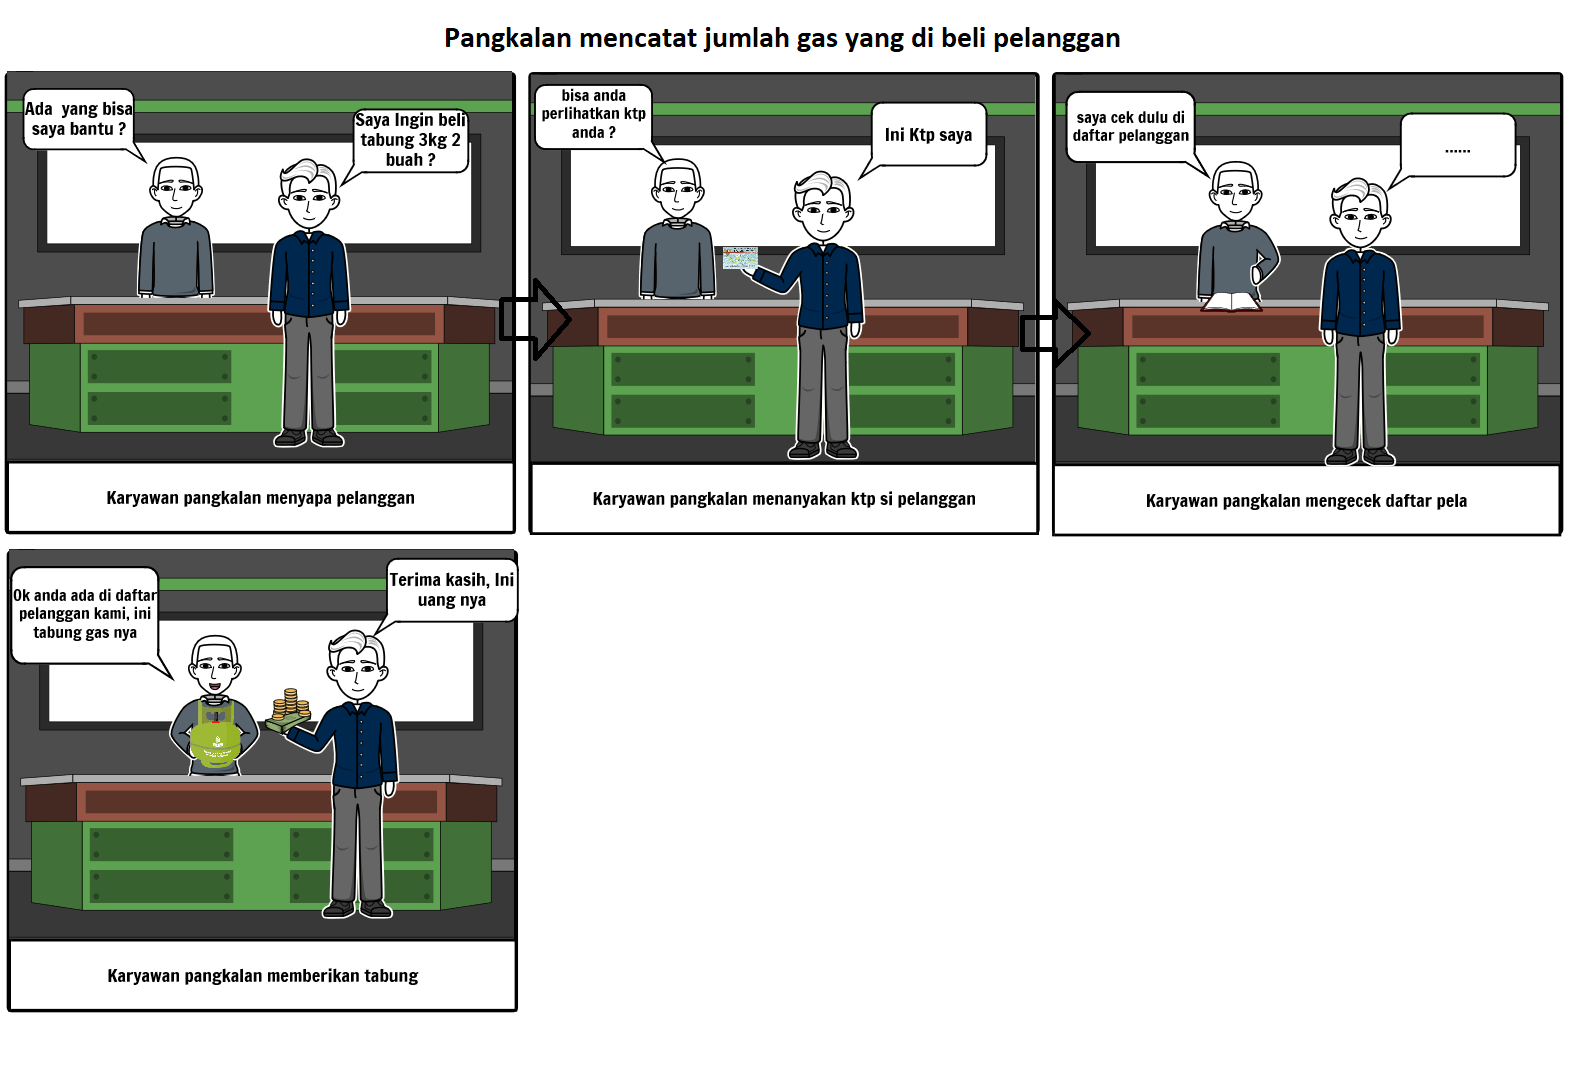 Pangkalan mencatat jumlah gas yang di beli pelanggan
Ada  yang bisa
saya bantu ?
Saya Ingin beli
tabung 3kg 2
buah ?
Karyawan pangkalan menyapa pelanggan
bisa anda
perlihatkan ktp
anda ?
Ini Ktp saya
Karyawan pangkalan menanyakan ktp si pelanggan
saya cek dulu di
daftar pelanggan
......
Karyawan pangkalan mengecek daftar pela
Ok anda ada di daftar
pelanggan kami, ini
tabung gas nya
Terima kasih, Ini
uang nya
Karyawan pangkalan memberikan tabung